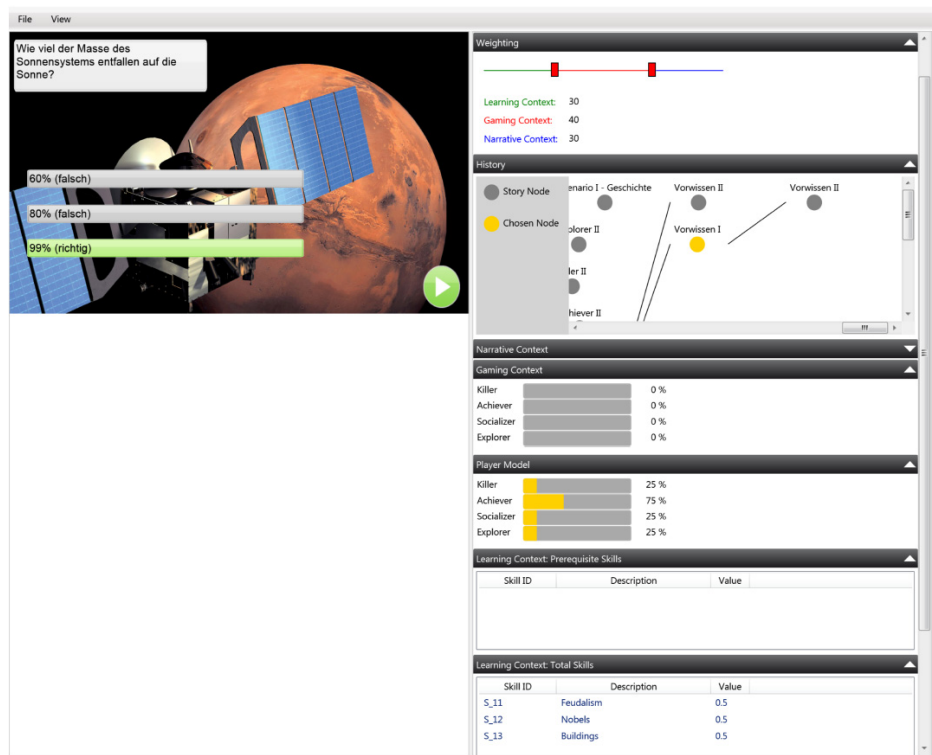 File View
Wie viel der Masse des
Sonnensystems entfallen auf die
Sonne?
60% (falsch)
80% (falsch)
99% (richtig)
Weighting
Learning Context: 30
Gaming Context: 40
Narrative Context: 30
History
Story Node
Chosen Node
enario I - Geschichte Vorwissen II Vorwissen II
plorer II Vorwissen I
ler II
hiever II
Narrative Context
Gaming Context
Killer 0 %
Achiever 0 %
Socializer 0 %
Explorer 0 %
Player Model
Killer 25 %
Achiever 75 %
Socializer 25 %
Explorer 25 %
Learning Context: Prerequisite Skills
Skill ID Description Value
Learning Context: Total Skills
Skill ID Description Value
S_11 Feudalism 0.5
S_12 Nobels 0.5
S_13 Buildings 0.5